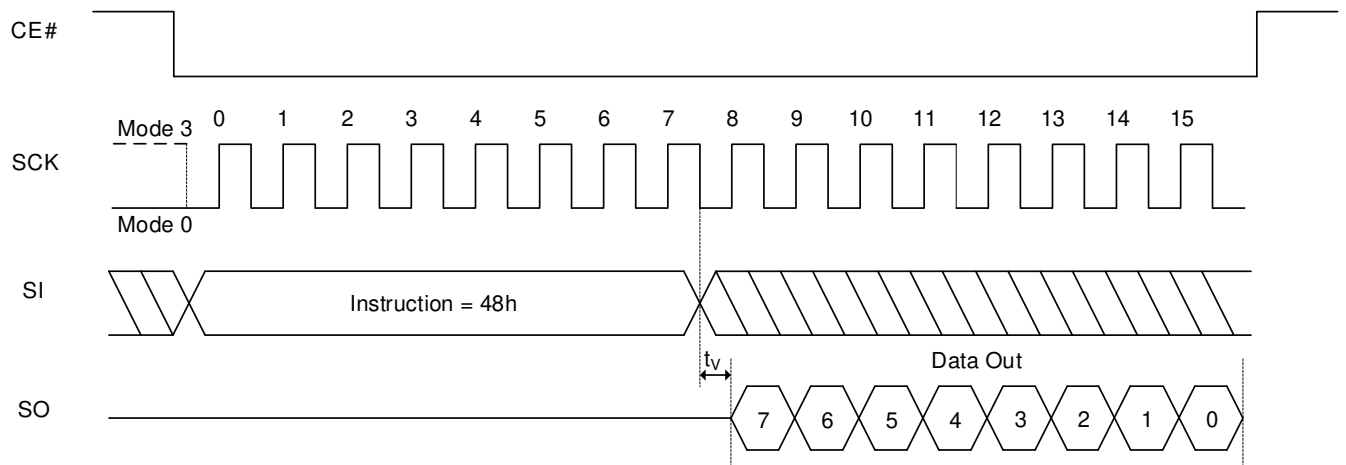 CE#
Mode 3 0 1 2 3 4 5 6 7 8 9 10 11 12 13 14 15
SCK
Mode 0
SI Instruction = 48h
tV Data Out
SO 7 6 5 4 3 2 1 0